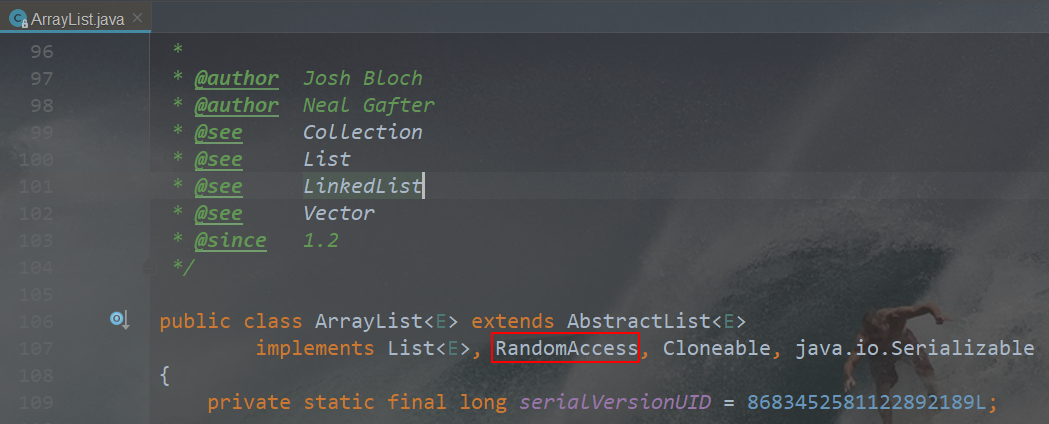 ArrayList.java
96 *
97 * @author Josh Bloch
98 * @author Neal Gafter
99 * @see Collection
100 * @see List
101 * @see LinkedList
102 * @see Vector
103 * @since 1.2
104 */
105
106 public class ArrayList<E> extends AbstractList<E>
107 implements List<E>, RandomAccess, Cloneable, java.io.Serializable
108 {
109 private static final long serialVersionUID = 8683452581122892189L;